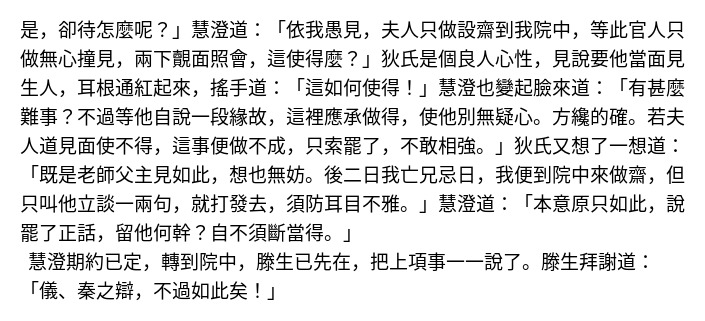 是，卻待怎麼呢？」慧澄道：「依我愚見，夫人只做設齋到我院中，等此官人只
做無心撞見，兩下覿面照會，這使得麼？」狄氏是個良人心性，見說要他當面見
生人，耳根通紅起來，搖手道：「這如何使得！」慧澄也變起臉來道：「有甚麼
難事？不過等他自說一段緣故，這裡應承做得，使他別無疑心。方纔的確。若夫
人道見面使不得，這事便做不成，只索罷了，不敢相強。」狄氏又想了一想道：
「既是老師父主見如此，想也無妨。後二日我亡兄忌日，我便到院中來做齋，但
只叫他立談一兩句，就打發去，須防耳目不雅。」慧澄道：「本意原只如此，說
罷了正話，留他何幹？自不須斷當得。」
慧澄期約已定，轉到院中，滕生已先在，把上項事一一說了。滕生拜謝道：
「儀、秦之辯，不過如此矣！」